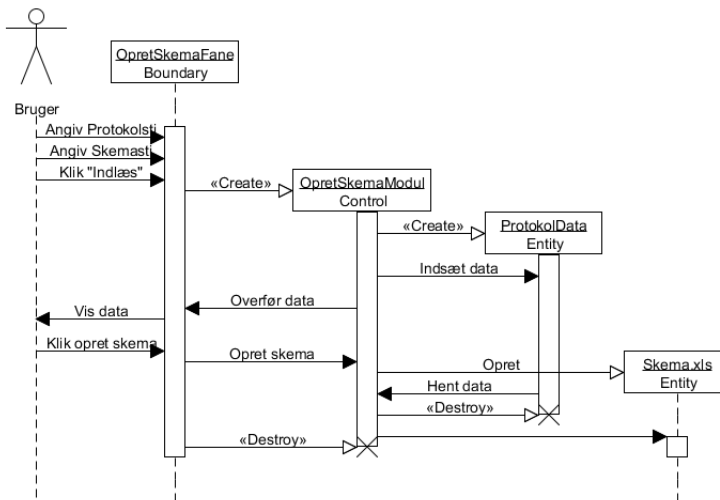 OpretSkemaFane
Boundary
Bruger
Angiv Protokolsti
Angiv Skemasti
Klik "Indlæs"
«Create»
OpretSkemaModul
Control
«Create»
ProtokolData
Entity
Indsæt data
Overfør data
Vis data
Klik opret skema
Opret skema
Opret
Skema.xls
Entity
Hent data
«Destroy»
«Destroy»